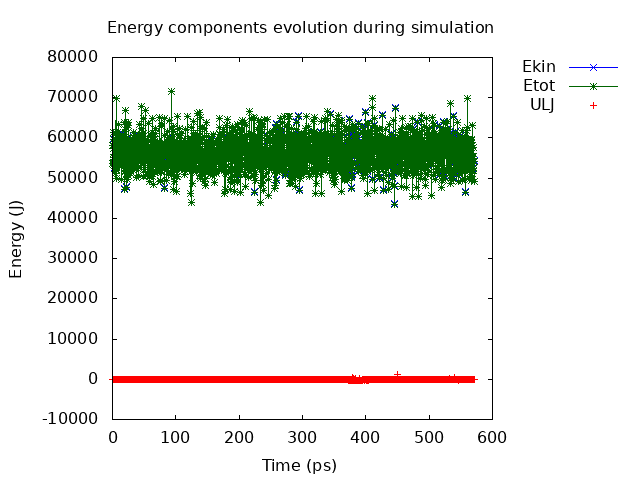 Energy components evolution during simulation
80000
70000
60000
50000
40000
30000
20000
10000
0
-10000
0 100 200 300 400 500 600
Energy (J)
Time (ps)
Ekin
Etot
ULJ